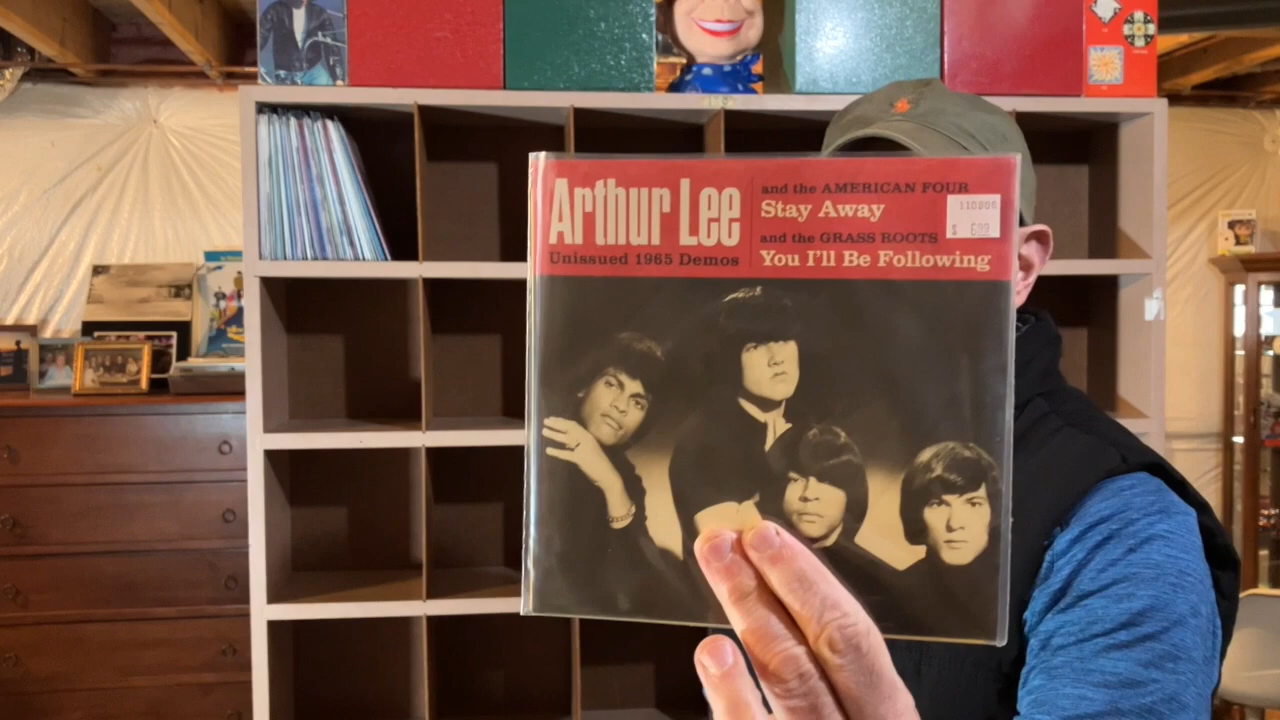 Arthur Lee
Unissued 1965 Demos
and the AMERICAN FOUR
Stay Away
and the GRASS ROOTS
You I'll Be Following
110806
$ 6.99